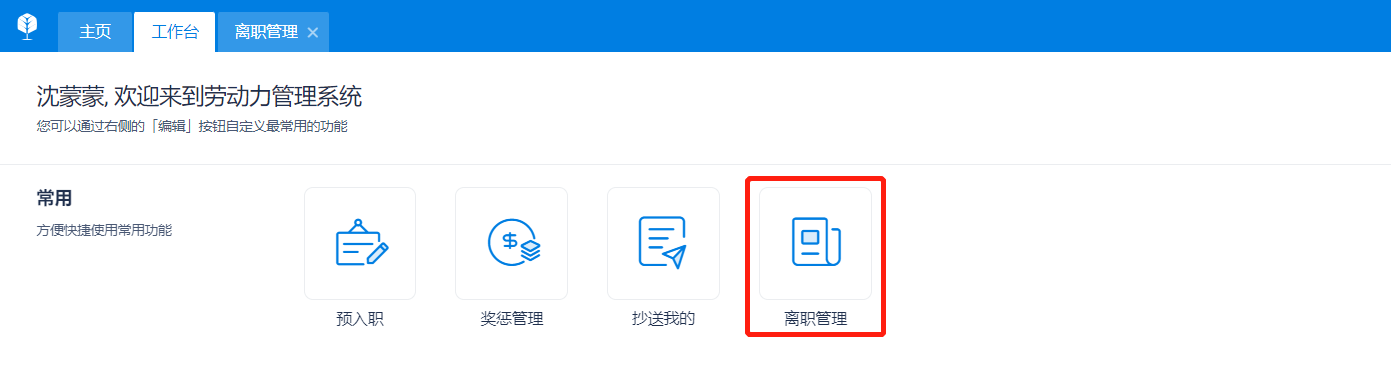 主页 工作台 离职管理
沈蒙蒙, 欢迎来到劳动力管理系统
您可以通过右侧的「编辑」按钮自定义最常用的功能
常用
方便快捷使用常用功能
预入职 奖惩管理 抄送我的 离职管理